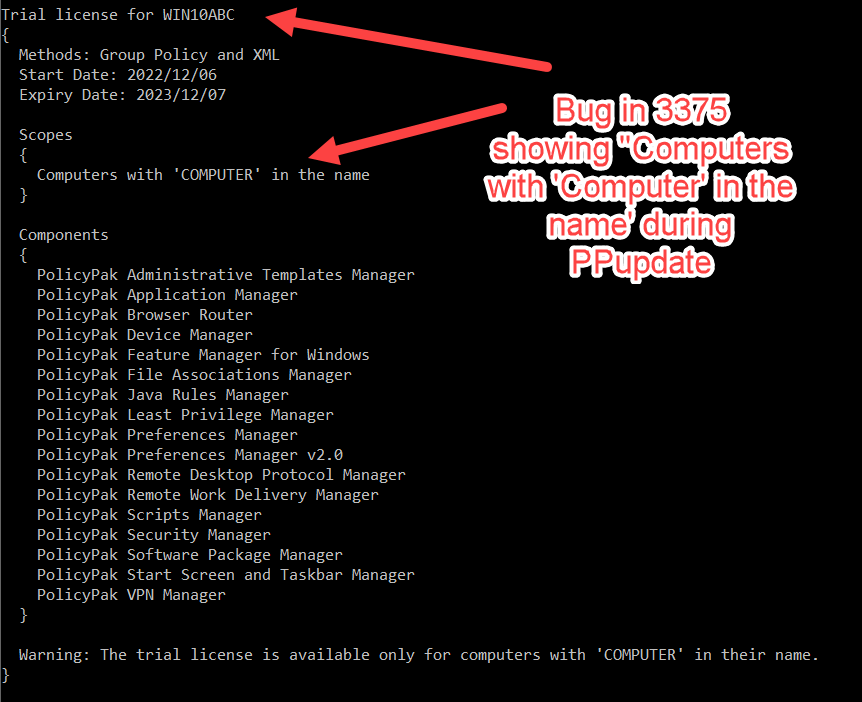 Trial license for WIN10ABC
{
Methods: Group Policy and XML
Start Date: 2022/12/06
Expiry Date: 2023/12/07
Scopes
{
Computers with 'COMPUTER' in the name
}
Components
{
PolicyPak Administrative Templates Manager
PolicyPak Application Manager
PolicyPak Browser Router
PolicyPak Device Manager
PolicyPak Feature Manager for Windows
PolicyPak File Associations Manager
PolicyPak Java Rules Manager
PolicyPak Least Privilege Manager
PolicyPak Preferences Manager
PolicyPak Preferences Manager v2.0
PolicyPak Remote Desktop Protocol Manager
PolicyPak Remote Work Delivery Manager
PolicyPak Scripts Manager
PolicyPak Security Manager
PolicyPak Software Package Manager
PolicyPak Start Screen and Taskbar Manager
PolicyPak VPN Manager
}
Warning: The trial license is available only for computers with 'COMPUTER' in their name.
}
Bug in 3375
showing "Computers
with 'Computer' in the
name' during
PPupdate